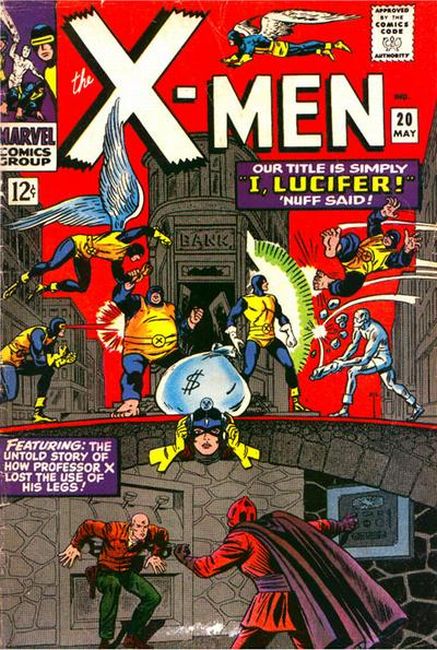 APPROVED
BY THE
COMICS
CODE
AUTHORITY
the
X-MEN
MARVEL
COMICS
GROUP
12¢
IND.
20
MAY
OUR TITLE IS SIMPLY
"I, LUCIFER!"
'NUFF SAID!
BANK
X
$
FEATURING: THE
UNTOLD STORY OF
HOW PROFESSOR X
LOST THE USE OF
HIS LEGS!